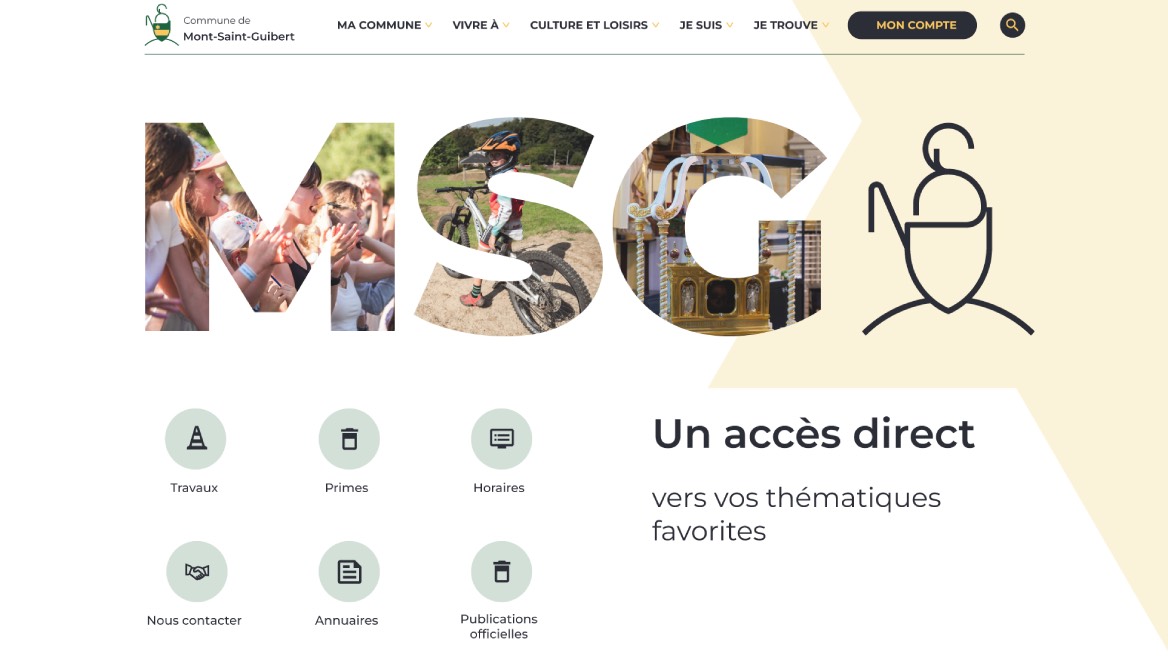 Commune de
Mont-Saint-Guibert
MA COMMUNE VIVRE À CULTURE ET LOISIRS JE SUIS JE TROUVE MON COMPTE
MSG
Un accès direct
vers vos thématiques
favorites
Travaux Primes Horaires
Nous contacter Annuaires Publications
officielles